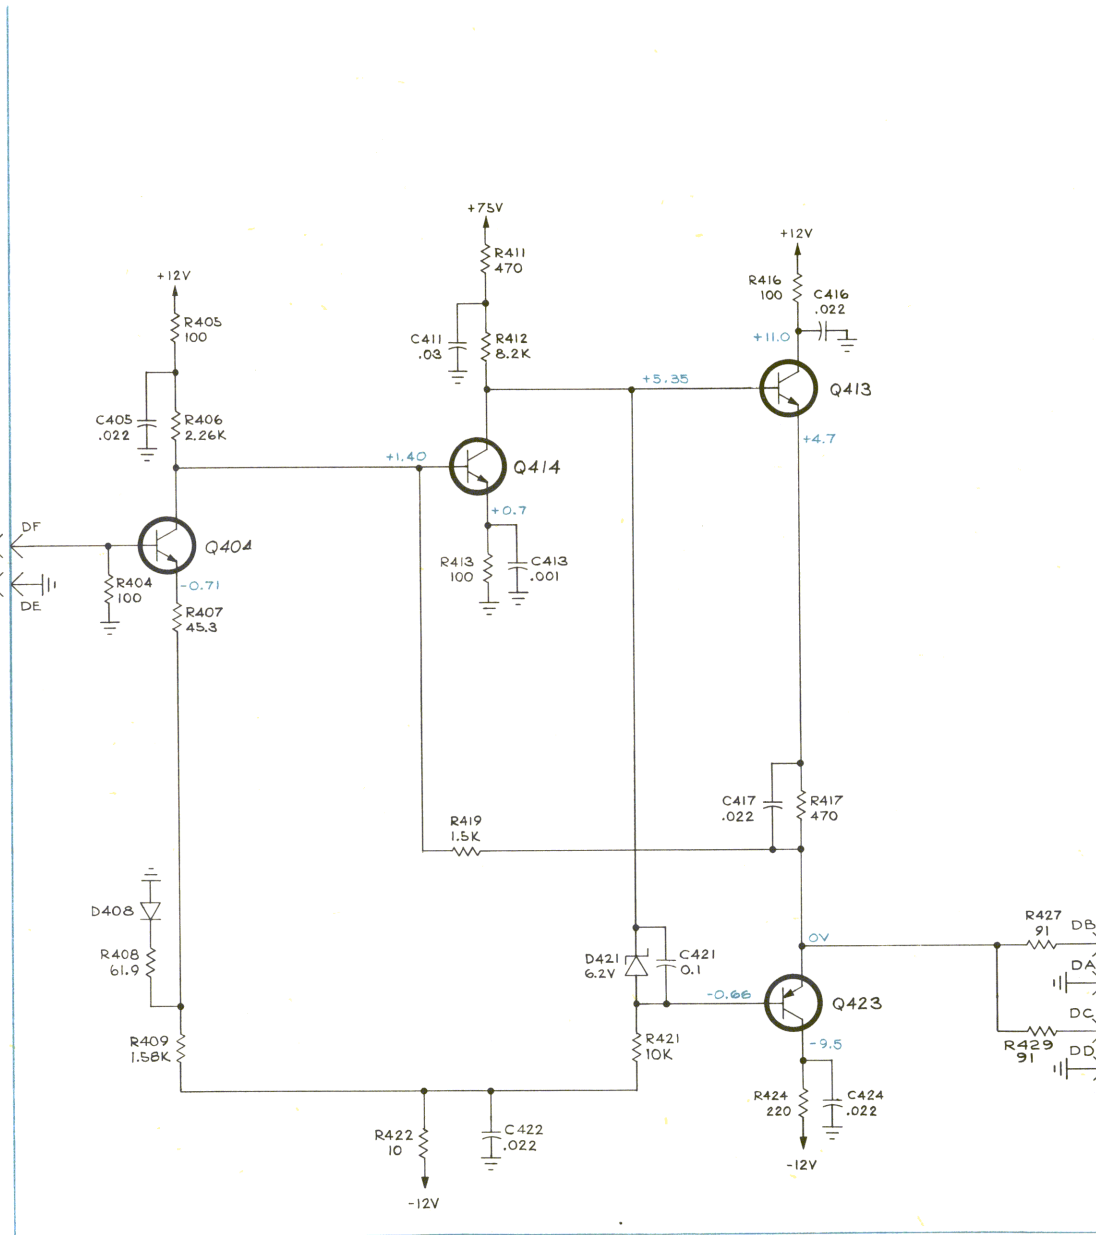 +75V
R411
470
+12V
R416
100
C416
.022
+12V
R405
100
C411
.03
R412
8.2K
+11.0
+5.35
Q413
C405
.022
R406
2.26K
+4.7
+1.40
Q414
+0.7
DF
Q404
R413
100
C413
.001
R404
100
-0.71
DE
R407
45.3
C417
.022
R417
470
R419
1.5K
D408
R427
91
DB
0V
R408
61.9
D421
6.2V
C421
0.1
DA
-0.66
Q423
DC
R409
1.58K
R421
10K
-9.5
R429
91
DD
R424
220
C424
.022
R422
10
C422
.022
-12V
-12V